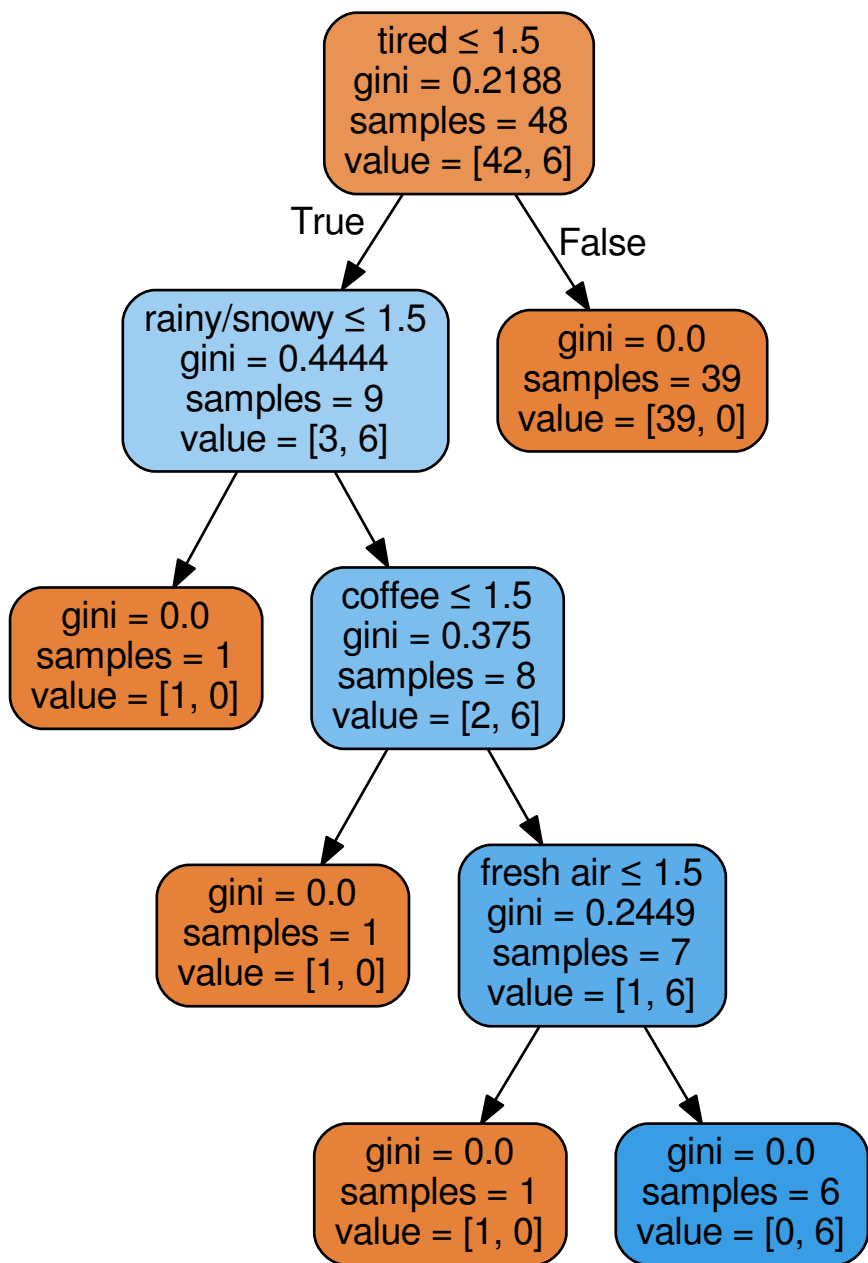 tired ≤ 1.5
gini = 0.2188
samples = 48
value = [42, 6]
True
False
rainy/snowy ≤ 1.5
gini = 0.4444
samples = 9
value = [3, 6]
gini = 0.0
samples = 39
value = [39, 0]
gini = 0.0
samples = 1
value = [1, 0]
coffee ≤ 1.5
gini = 0.375
samples = 8
value = [2, 6]
gini = 0.0
samples = 1
value = [1, 0]
fresh air ≤ 1.5
gini = 0.2449
samples = 7
value = [1, 6]
gini = 0.0
samples = 1
value = [1, 0]
gini = 0.0
samples = 6
value = [0, 6]